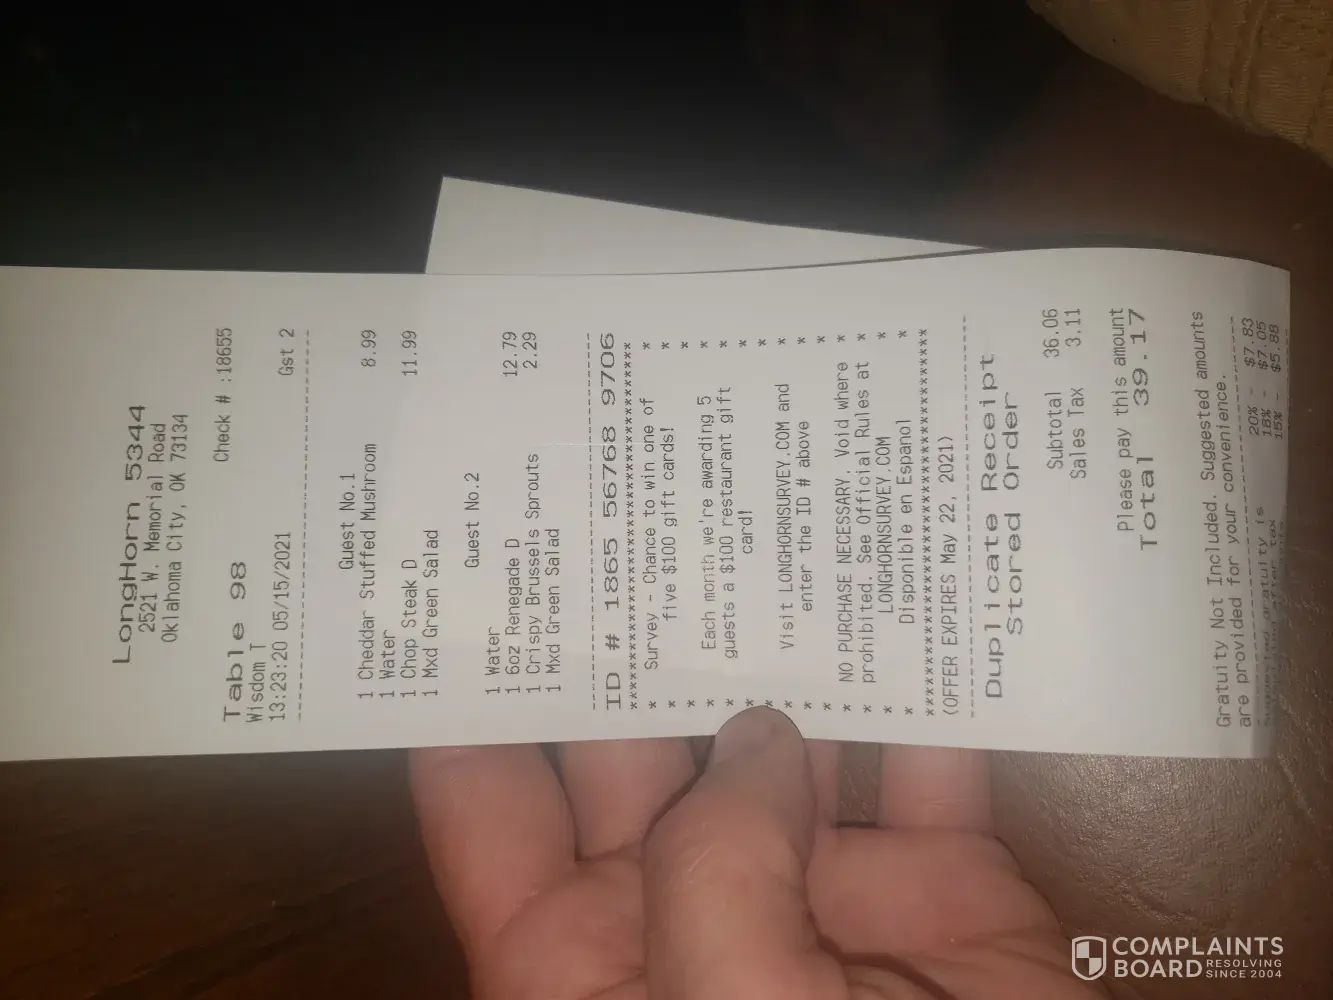 LongHorn 5344
2521 W. Memorial Road
Oklahoma City, OK 73134
Check # :18655
Table 98
Wisdom T
13:23:20 05/15/2021 Gst 2
--------------------------------
Guest No.1
1 Cheddar Stuffed Mushroom 8.99
1 Water
1 Chop Steak D 11.99
1 Mxd Green Salad
Guest No.2
1 Water
1 6oz Renegade D 12.79
1 Crispy Brussels Sprouts 2.29
1 Mxd Green Salad
--------------------------------
ID # 1865 56768 9706
****************************************
* Survey - Chance to win one of *
* five $100 gift cards! *
* *
* Each month we're awarding 5 *
* guests a $100 restaurant gift *
* card! *
* *
* Visit LONGHORNSURVEY.COM and *
* enter the ID # above *
* *
* NO PURCHASE NECESSARY. Void where *
* prohibited. See Official Rules at *
* LONGHORNSURVEY.COM *
* Disponible en Espanol *
****************************************
(OFFER EXPIRES May 22, 2021)
--------------------------------
Duplicate Receipt
Stored Order
Subtotal 36.06
Sales Tax 3.11
Please pay this amount
Total 39.17
Gratuity Not Included. Suggested amounts
are provided for your convenience.
--------------------------------
20% - $7.83
Suggested gratuity is 18% - $7.05
after tax 15% - $5.88
COMPLAINTS
BOARD RESOLVING
SINCE 2004